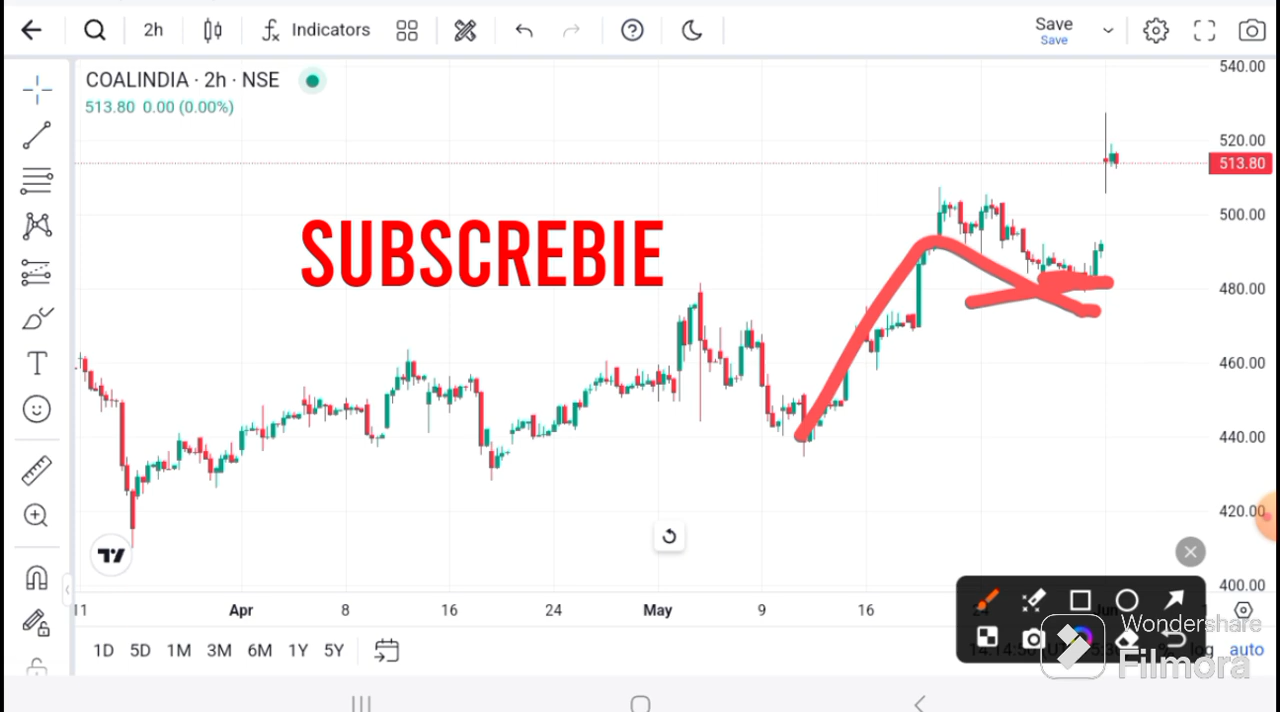 2h
Indicators
Save
Save
COALINDIA · 2h · NSE
513.80 0.00 (0.00%)
540.00
520.00
513.80
500.00
480.00
460.00
440.00
420.00
400.00
SUBSCREBIE
11 Apr 8 16 24 May 9 16
Wondershare
Filmora
1D 5D 1M 3M 6M 1Y 5Y
log auto